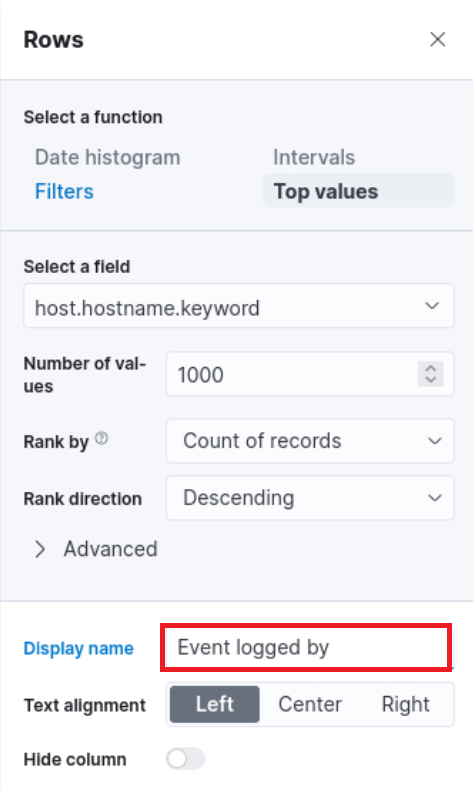 Rows
Select a function
Date histogram Intervals
Filters Top values
Select a field
host.hostname.keyword
Number of val-
ues
1000
Rank by ? Count of records
Rank direction Descending
Advanced
Display name Event logged by
Text alignment Left Center Right
Hide column